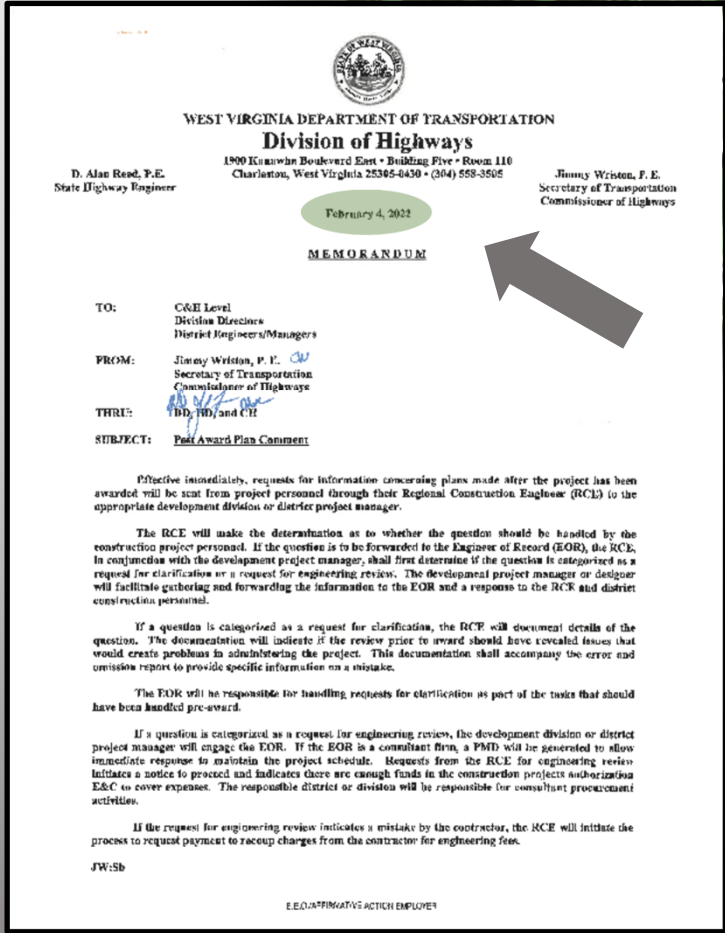 STATE OF WEST VIRGINIA
WEST VIRGINIA DEPARTMENT OF TRANSPORTATION
Division of Highways
1900 Kanawha Boulevard East • Building Five • Room 110
Charleston, West Virginia 25305-0430 • (304) 558-3505
D. Alan Reed, P.E.
State Highway Engineer
Jimmy Wriston, P. E.
Secretary of Transportation
Commissioner of Highways
February 4, 2022
MEMORANDUM
TO: C&H Level
Division Directors
District Engineers/Managers
FROM: Jimmy Wriston, P. E.
Secretary of Transportation
Commissioner of Highways
THRU: BD, and CH
SUBJECT: Post Award Plan Comment
Effective immediately, requests for information concerning plans made after the project has been
awarded will be sent from project personnel through their Regional Construction Engineer (RCE) to the
appropriate development division or district project manager.
The RCE will make the determination as to whether the question should be handled by the
construction project personnel. If the question is to be forwarded to the Engineer of Record (EOR), the RCE,
in conjunction with the development project manager, shall first determine if the question is categorized as a
request for clarification or a request for engineering review. The development project manager or designer
will facilitate gathering and forwarding the information to the EOR and a response to the RCE and district
construction personnel.
If a question is categorized as a request for clarification, the RCE will document details of the
question. The documentation will indicate if the review prior to award should have revealed issues that
would create problems in administering the project. This documentation shall accompany the error and
omission report to provide specific information on a mistake.
The EOR will be responsible for handling requests for clarification as part of the tasks that should
have been handled pre-award.
If a question is categorized as a request for engineering review, the development division or district
project manager will engage the EOR. If the EOR is a consultant firm, a PMD will be generated to allow
immediate response to maintain the project schedule. Requests from the RCE for engineering review
initiates a notice to proceed and indicates there are enough funds in the construction projects authorization
E&C to cover expenses. The responsible district or division will be responsible for consultant procurement
activities.
If the request for engineering review indicates a mistake by the contractor, the RCE will initiate the
process to request payment to recoup charges from the contractor for engineering fees.
JW:Sb
E.E.O./AFFIRMATIVE ACTION EMPLOYER